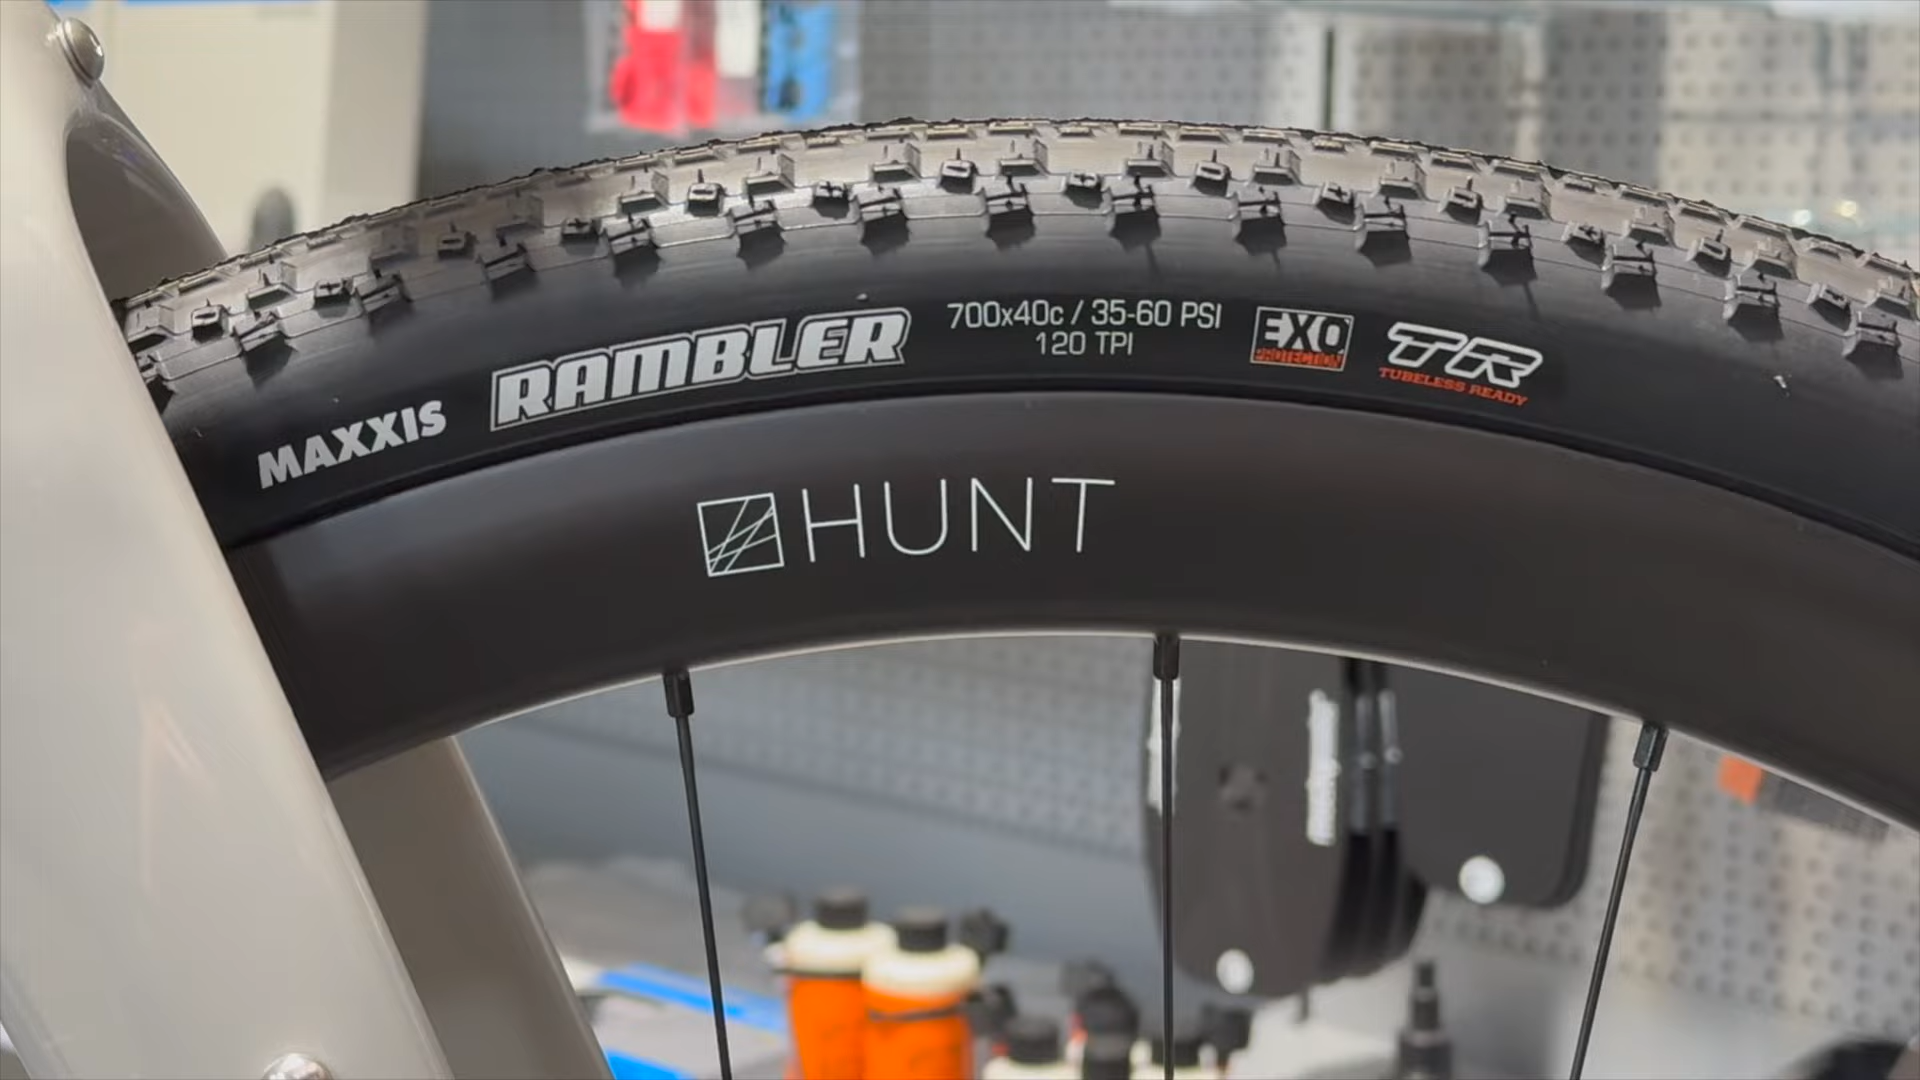 MAXXIS
RAMBLER
700x40c / 35-60 PSI
120 TPI
EXO
PROTECTION
TR
TUBELESS READY
HUNT